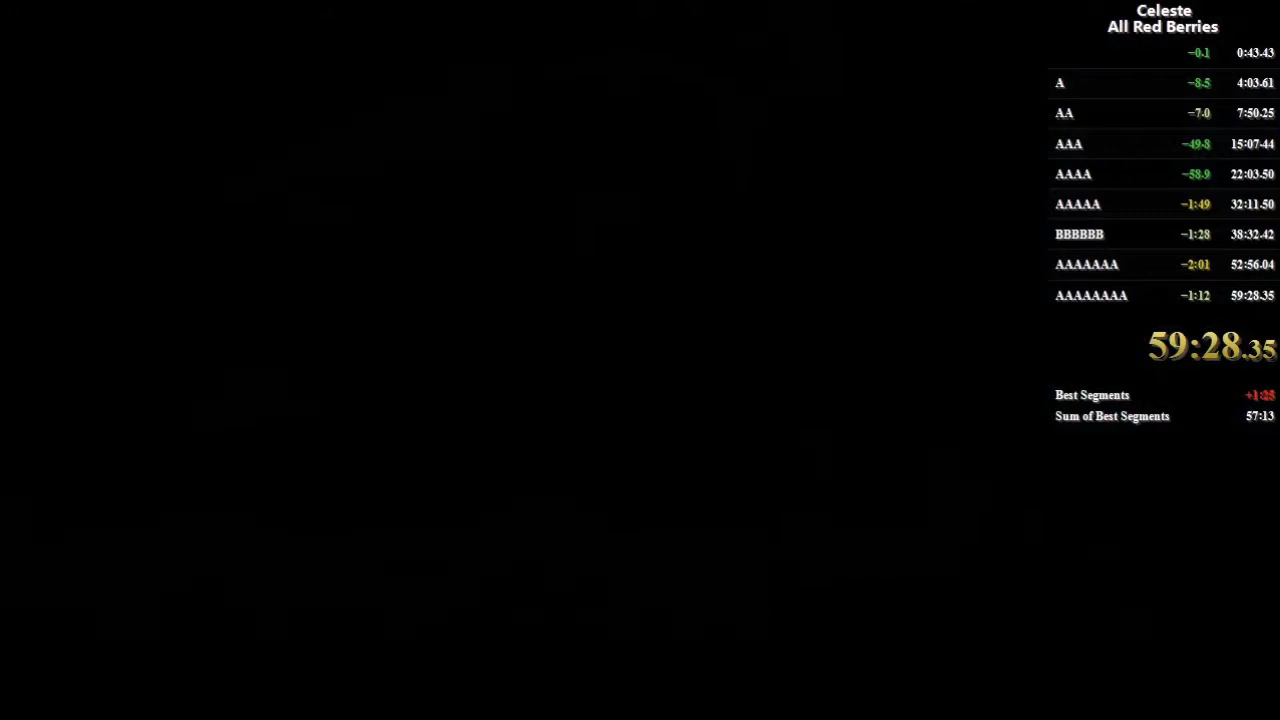 Celeste
All Red Berries
−0.1 0:43.43
A −8.5 4:03.61
AA −7.0 7:50.25
AAA −49.8 15:07.44
AAAA −58.9 22:03.50
AAAAA −1:49 32:11.50
BBBBBB −1:28 38:32.42
AAAAAAA −2:01 52:56.04
AAAAAAAA −1:12 59:28.35
59:28.35
Best Segments +1:25
Sum of Best Segments 57:13